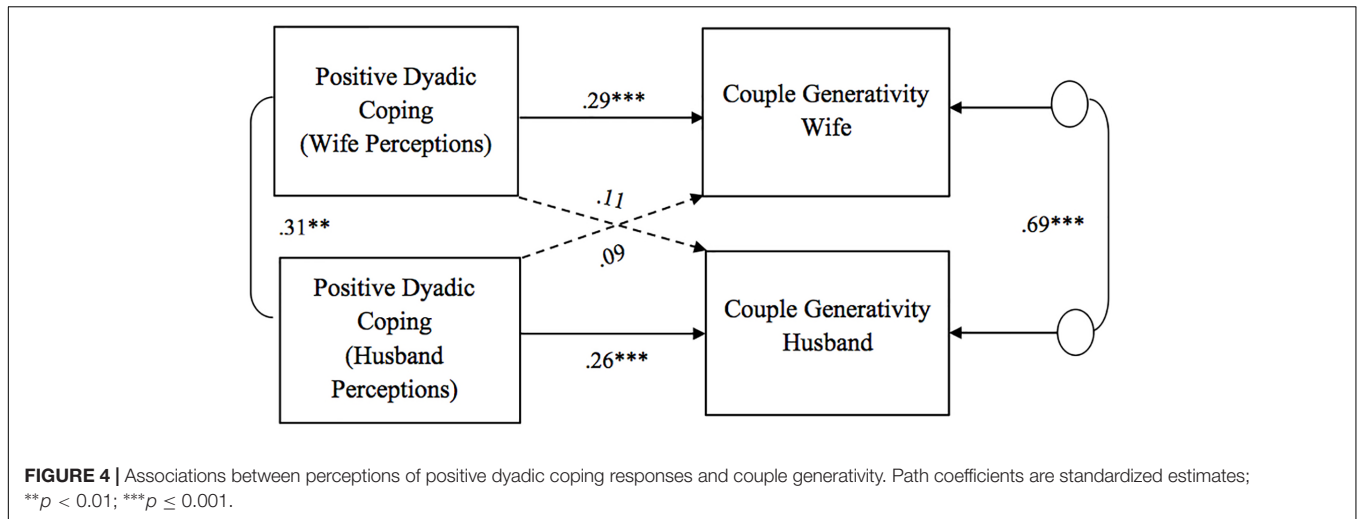 Positive Dyadic
Coping
(Wife Perceptions)
.29***
Couple Generativity
Wife
.11
.31**
.09
.69***
Positive Dyadic
Coping
(Husband
Perceptions)
.26***
Couple Generativity
Husband
FIGURE 4 | Associations between perceptions of positive dyadic coping responses and couple generativity. Path coefficients are standardized estimates;
**p < 0.01; ***p ≤ 0.001.